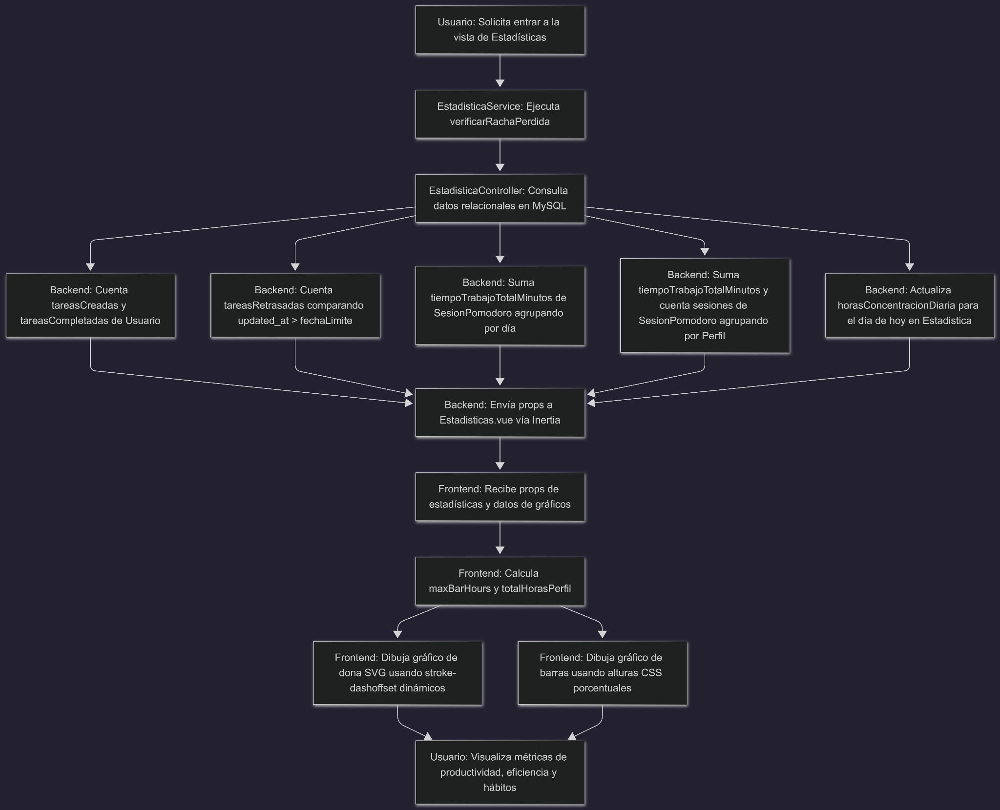 Usuario: Solicita entrar a la
vista de Estadísticas
EstadisticaService: Ejecuta
verificarRachaPerdida
EstadisticaController: Consulta
datos relacionales en MySQL
Backend: Cuenta
tareasCreadas y
tareasCompletadas de Usuario
Backend: Cuenta
tareasRetrasadas comparando
updated_at > fechaLimite
Backend: Suma
tiempoTrabajoTotalMinutos de
SesionPomodoro agrupando
por día
Backend: Suma
tiempoTrabajoTotalMinutos y
cuenta sesiones de
SesionPomodoro agrupando
por Perfil
Backend: Actualiza
horasConcentracionDiaria para
el día de hoy en Estadistica
Backend: Envía props a
Estadisticas.vue vía Inertia
Frontend: Recibe props de
estadísticas y datos de gráficos
Frontend: Calcula
maxBarHours y totalHorasPerfil
Frontend: Dibuja gráfico de
dona SVG usando stroke-
dashoffset dinámicos
Frontend: Dibuja gráfico de
barras usando alturas CSS
porcentuales
Usuario: Visualiza métricas de
productividad, eficiencia y
hábitos